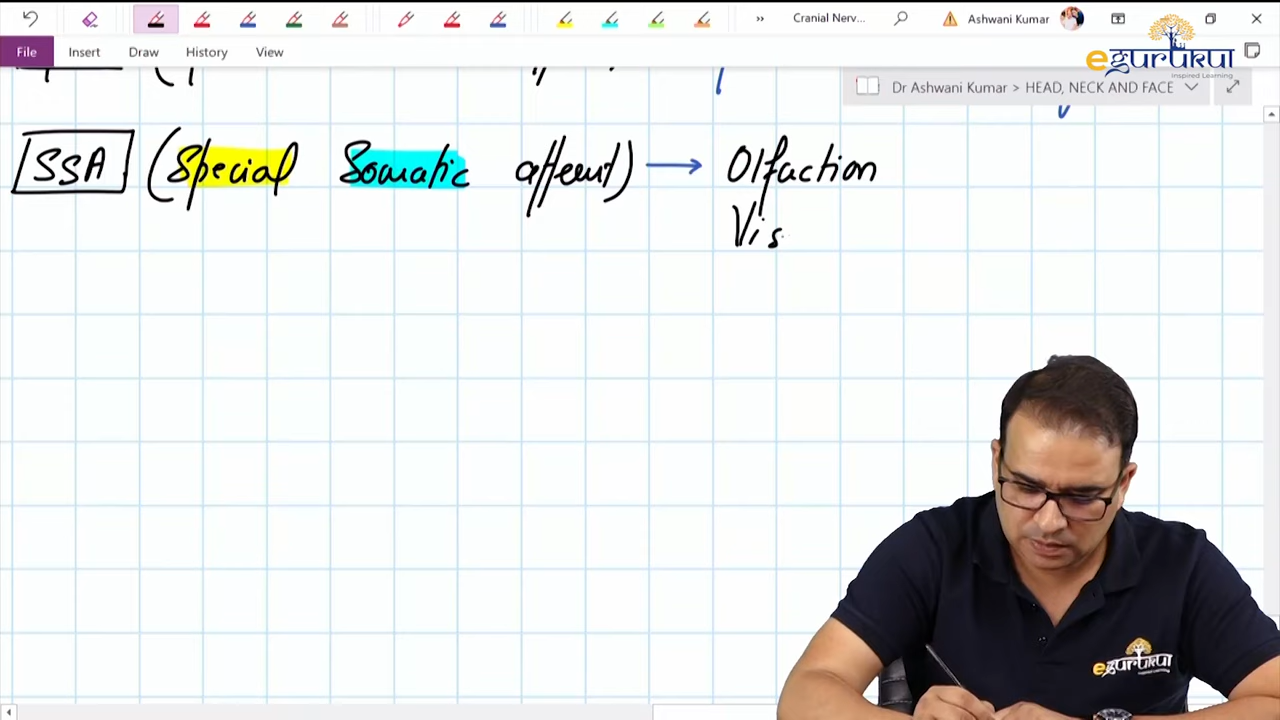 Cranial Nerv...
Ashwani Kumar
File Insert Draw History View
egurukul
Inspired Learning
Dr Ashwani Kumar > HEAD, NECK AND FACE
SSA (Special Somatic afferent) → Olfaction
Vis
egurukul